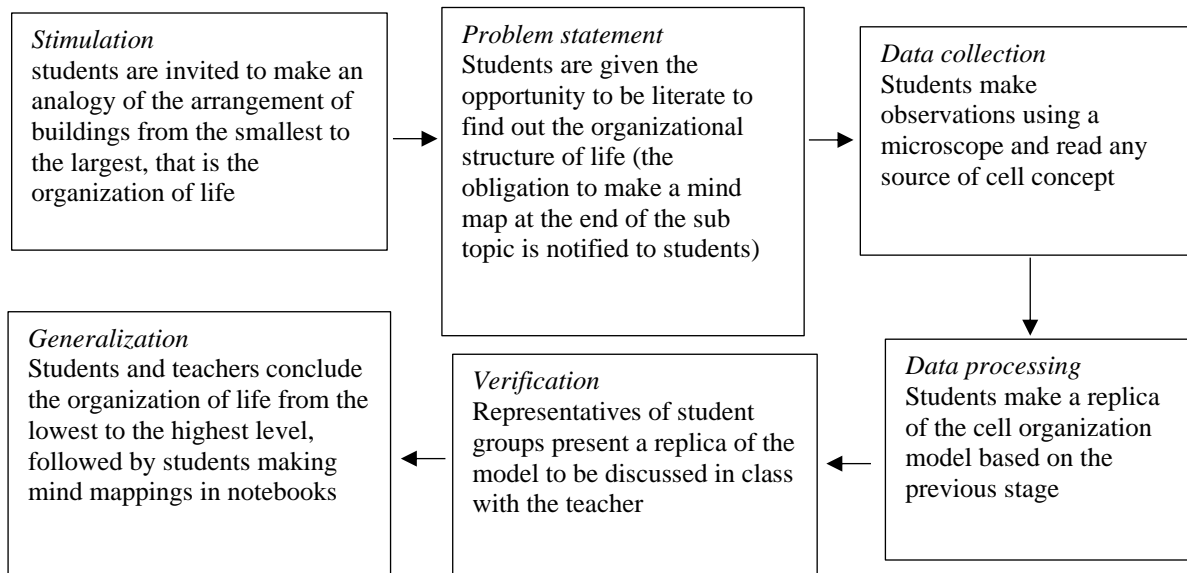 Stimulation
students are invited to make an
analogy of the arrangement of
buildings from the smallest to
the largest, that is the
organization of life
Problem statement
Students are given the
opportunity to be literate to
find out the organizational
structure of life (the
obligation to make a mind
map at the end of the sub
topic is notified to students)
Data collection
Students make
observations using a
microscope and read any
source of cell concept
Data processing
Students make a replica
of the cell organization
model based on the
previous stage
Verification
Representatives of student
groups present a replica of the
model to be discussed in class
with the teacher
Generalization
Students and teachers conclude
the organization of life from the
lowest to the highest level,
followed by students making
mind mappings in notebooks